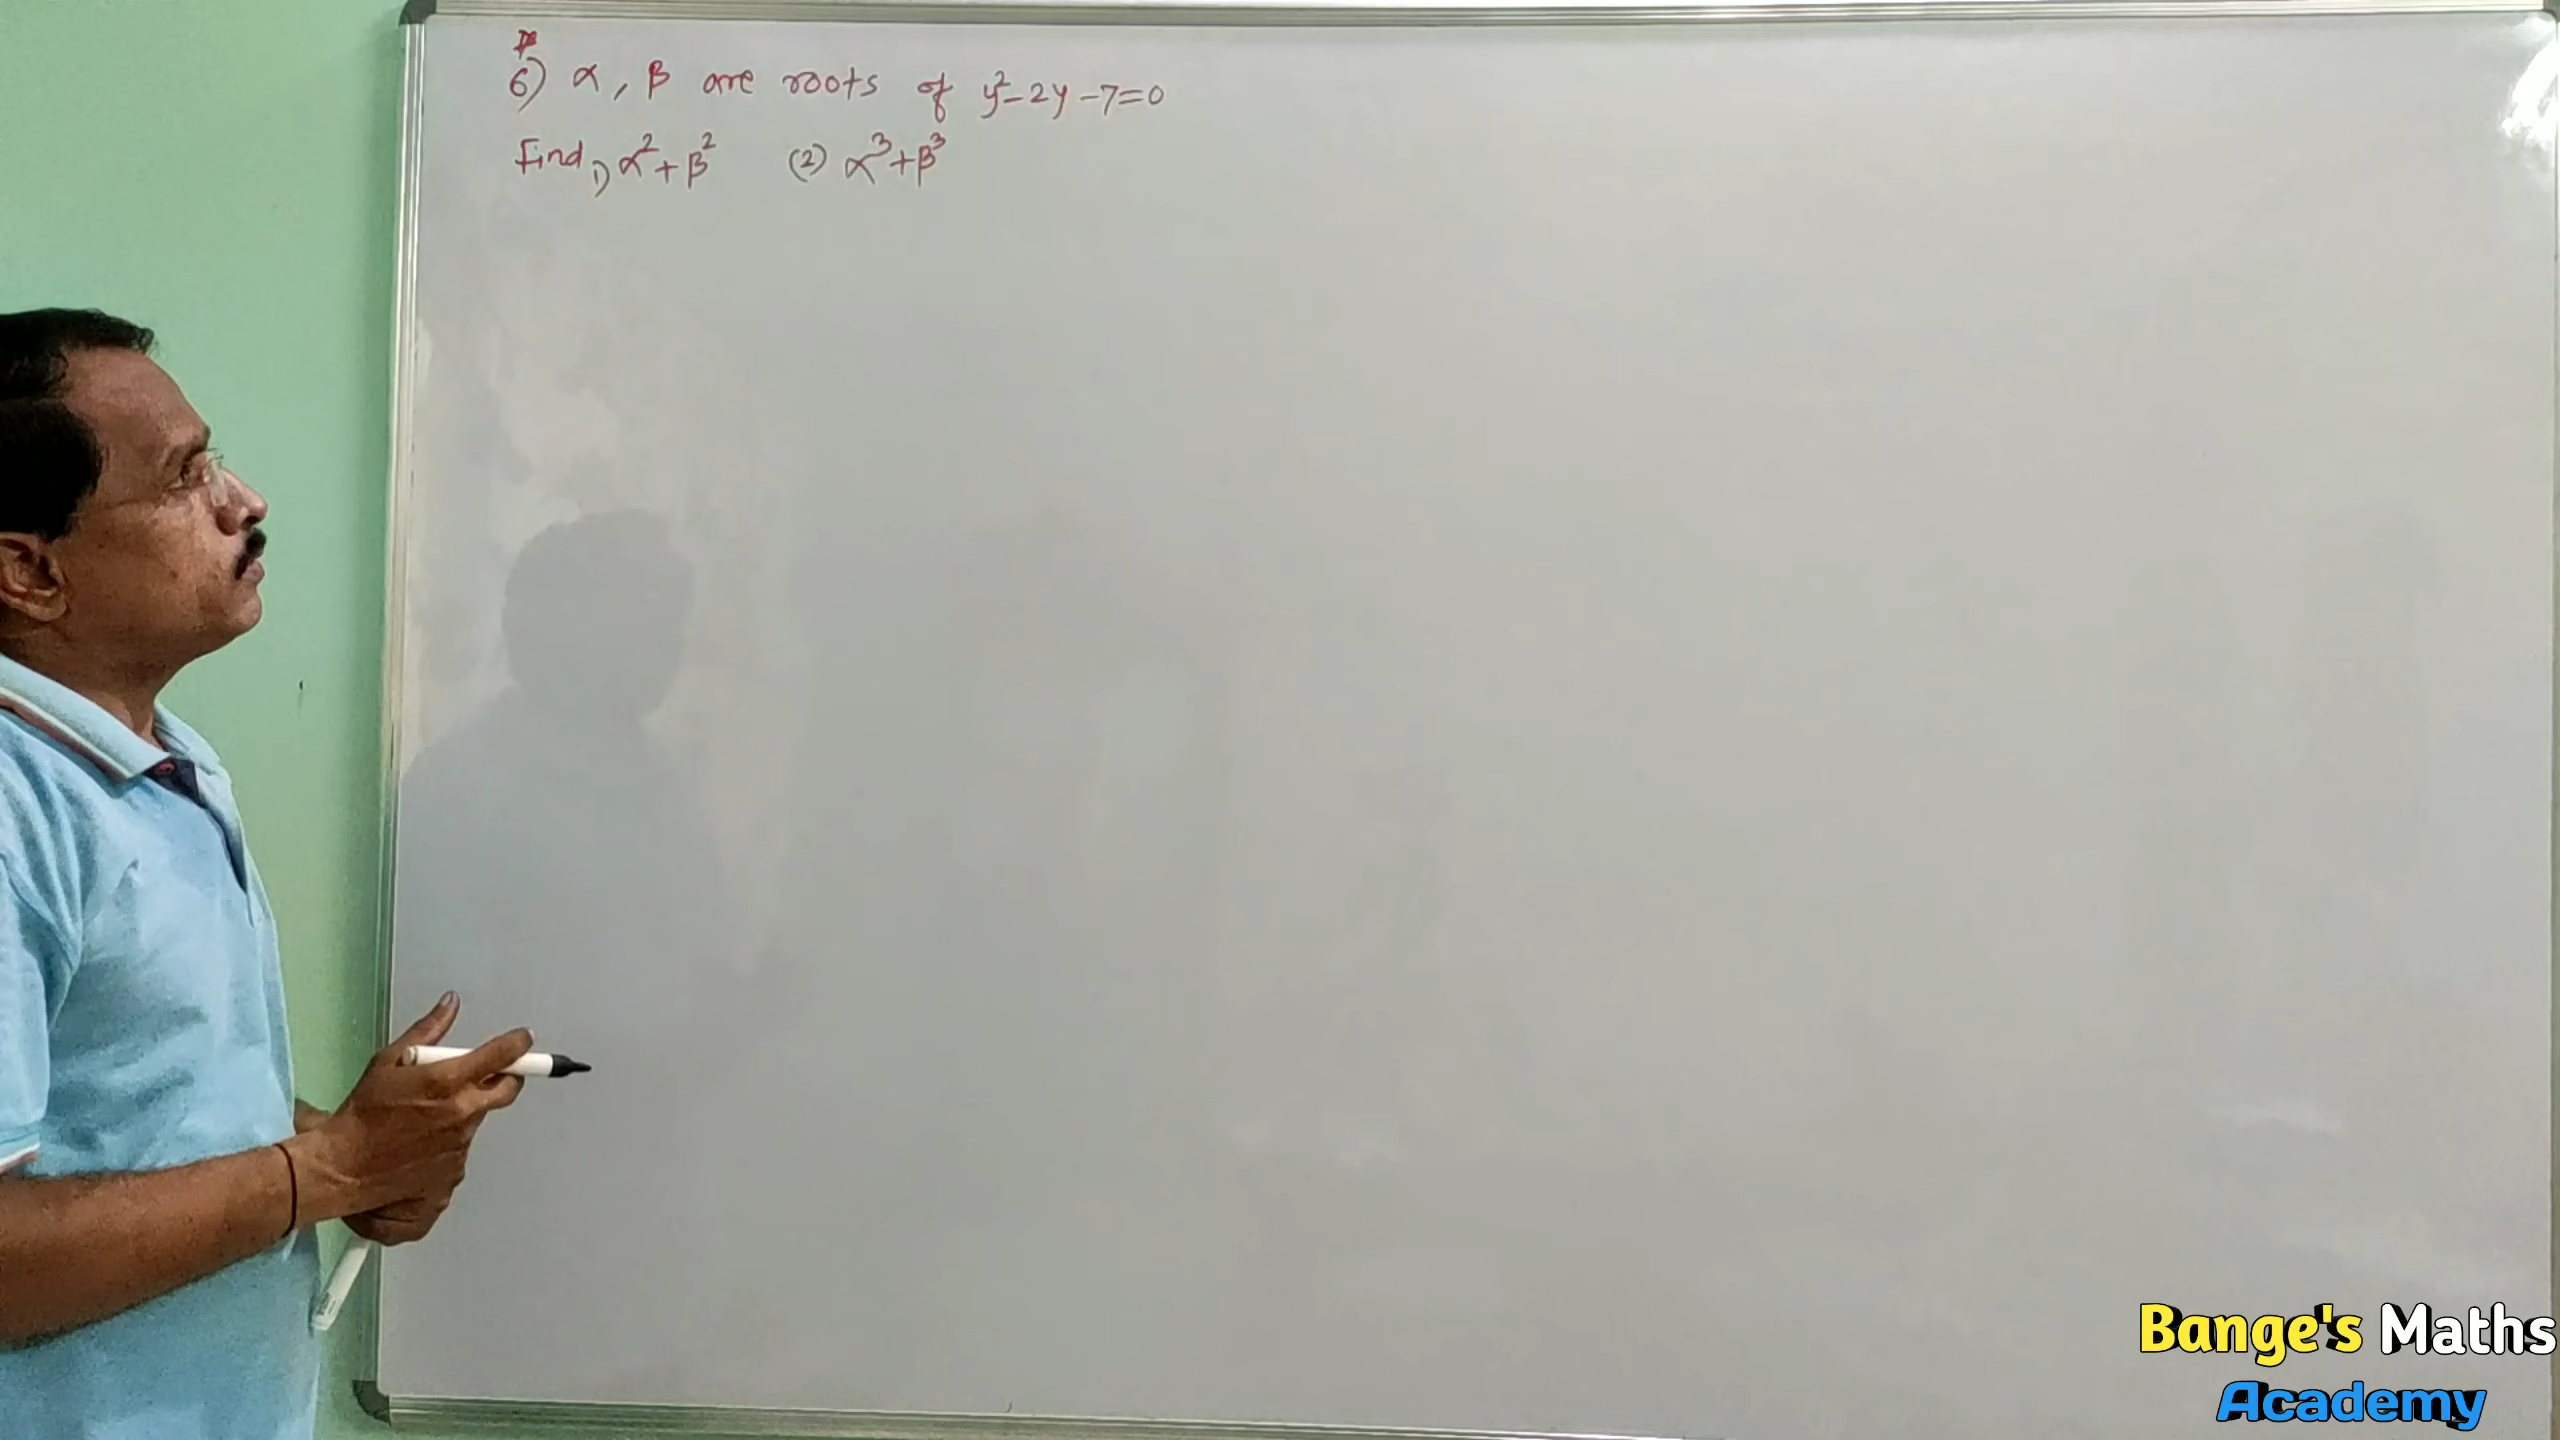 6) α, β are roots of y²-2y-7=0
Find 1) α²+β² (2) α³+β³
Bange's Maths
Academy